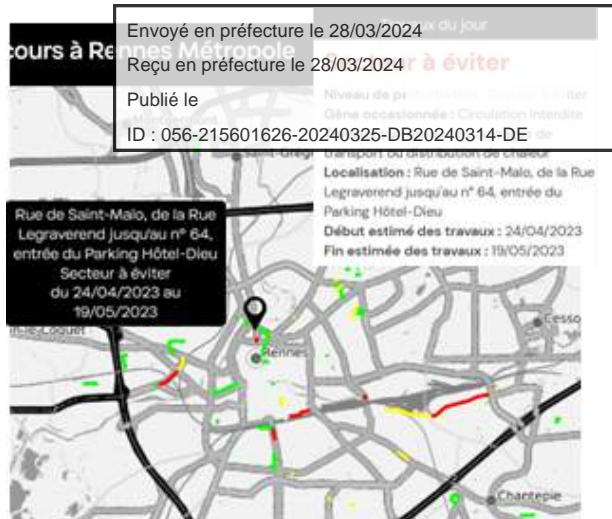 Travaux du jour
cours à Rennes Métropole
Envoyé en préfecture le 28/03/2024
Reçu en préfecture le 28/03/2024
Publié le
ID : 056-215601626-20240325-DB20240314-DE
Secteur à éviter
Niveau de
Gêne occasionnée : Circulation interdite
de
transport ou distribution de chaleur
Localisation : Rue de Saint-Malo, de la Rue
Legraverend jusqu'au n° 64, entrée du
Parking Hôtel-Dieu
Début estimé des travaux : 24/04/2023
Fin estimée des travaux : 19/05/2023
Rue de Saint-Malo, de la Rue
Legraverend jusqu'au n° 64,
entrée du Parking Hôtel-Dieu
Secteur à éviter
du 24/04/2023 au
19/05/2023
Rennes
Cesso
Chantepie